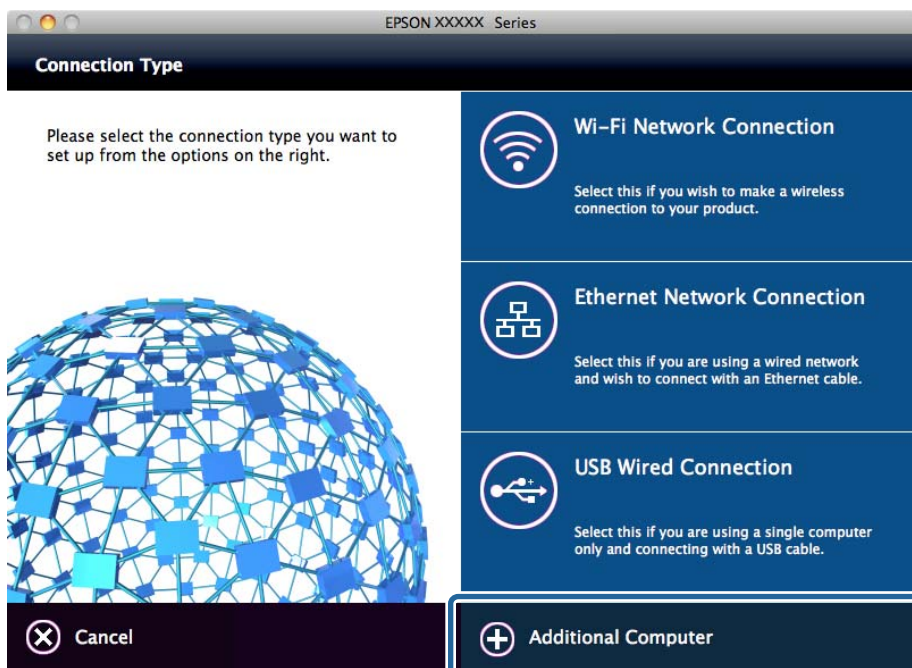 EPSON XXXXX Series
Connection Type
Please select the connection type you want to
set up from the options on the right.
Wi-Fi Network Connection
Select this if you wish to make a wireless
connection to your product.
Ethernet Network Connection
Select this if you are using a wired network
and wish to connect with an Ethernet cable.
USB Wired Connection
Select this if you are using a single computer
only and connecting with a USB cable.
Cancel
Additional Computer